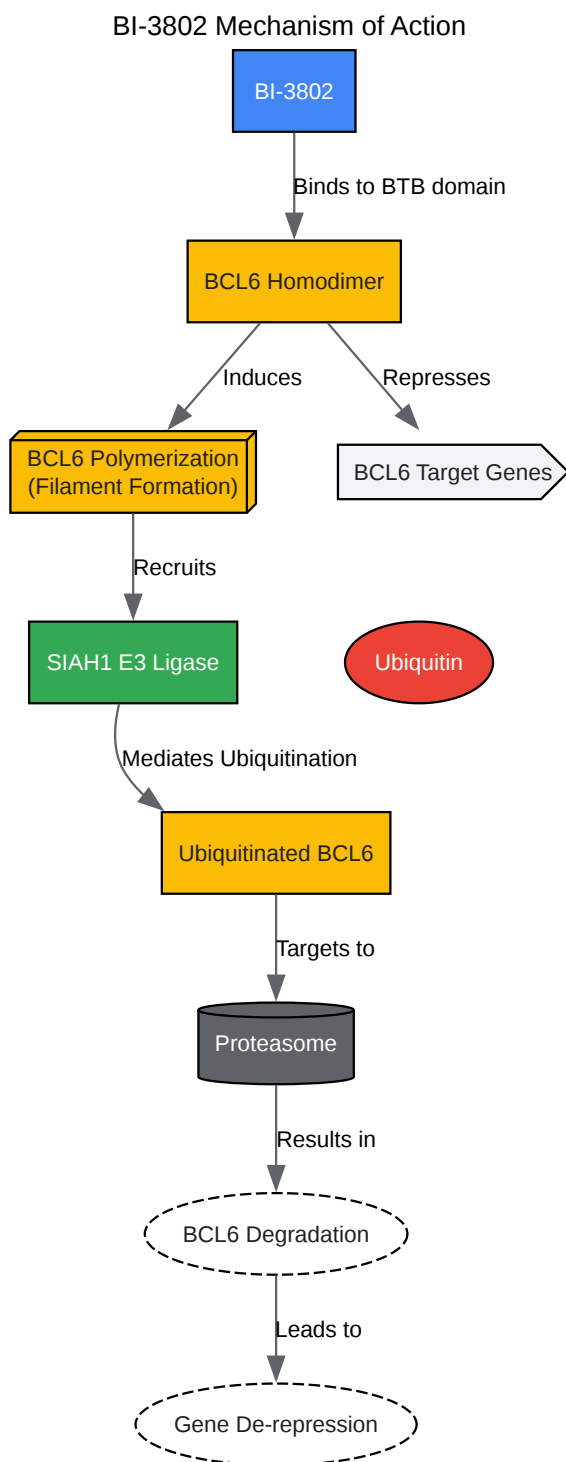 BI-3802 Mechanism of Action
BI-3802
Binds to BTB domain
BCL6 Homodimer
Induces
Represses
BCL6 Polymerization
(Filament Formation)
BCL6 Target Genes
Recruits
SIAH1 E3 Ligase
Ubiquitin
Mediates Ubiquitination
Ubiquitinated BCL6
Targets to
Proteasome
Results in
BCL6 Degradation
Leads to
Gene De-repression